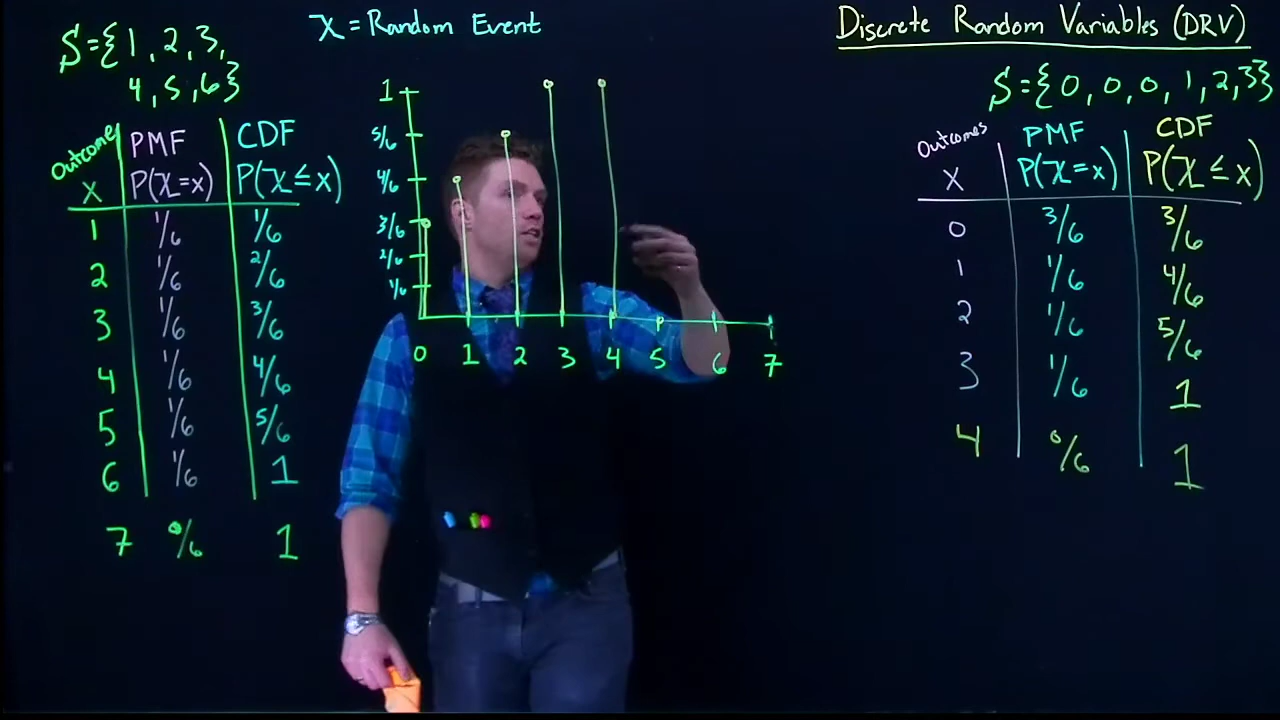 S={1, 2, 3,
4, 5, 6}
Outcome x | PMF P(X=x) | CDF P(X≤x)
1 1/6 1/6
2 1/6 2/6
3 1/6 3/6
4 1/6 4/6
5 1/6 5/6
6 1/6 1
7 0/6 1
X = Random Event
1
5/6
4/6
3/6
2/6
1/6
0 1 2 3 4 5 6 7
Discrete Random Variables (DRV)
S={0, 0, 0, 1, 2, 3}
Outcomes x | PMF P(X=x) | CDF P(X≤x)
0 3/6 3/6
1 1/6 4/6
2 1/6 5/6
3 1/6 1
4 0/6 1